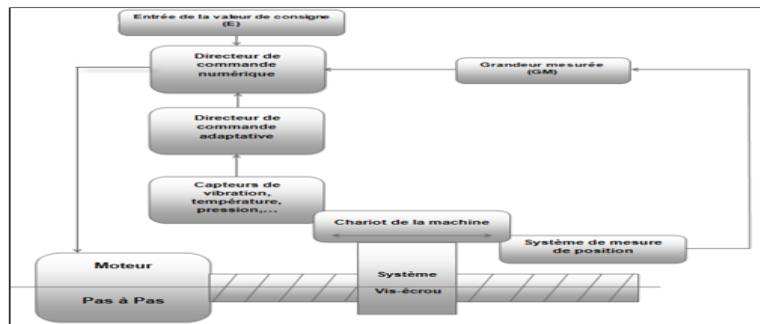 Entrée de la valeur de consigne
(E)
Directeur de
commande
numérique
Grandeur mesurée
(GM)
Directeur de
commande
adaptative
Capteurs de
vibration,
température,
pression,...
Chariot de la machine
Système de mesure
de position
Moteur
Pas à Pas
Système
Vis-écrou